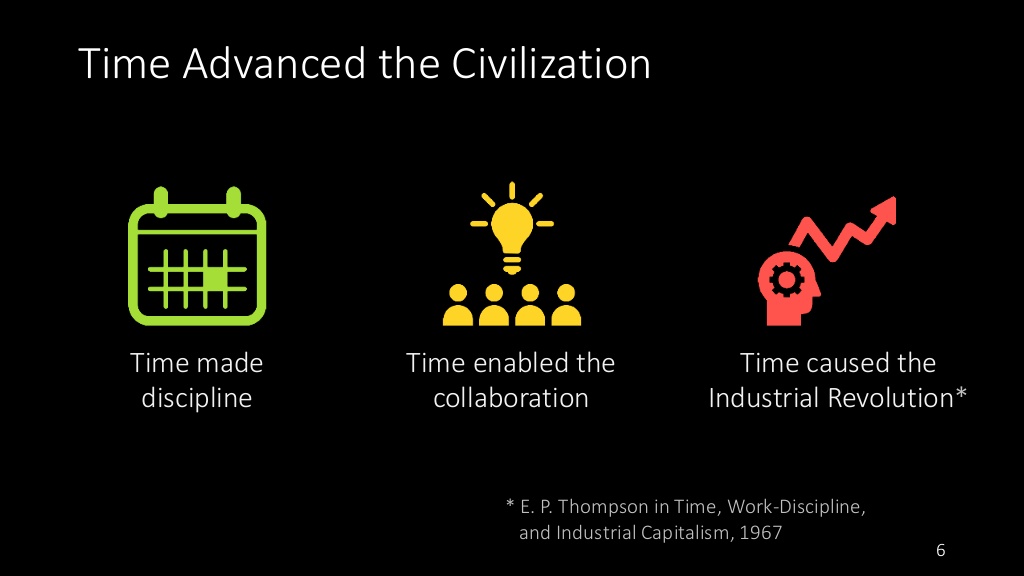 Time Advanced the Civilization
Time made
discipline
Time enabled the
collaboration
Time caused the
Industrial Revolution*
* E. P. Thompson in Time, Work-Discipline,
and Industrial Capitalism, 1967
6